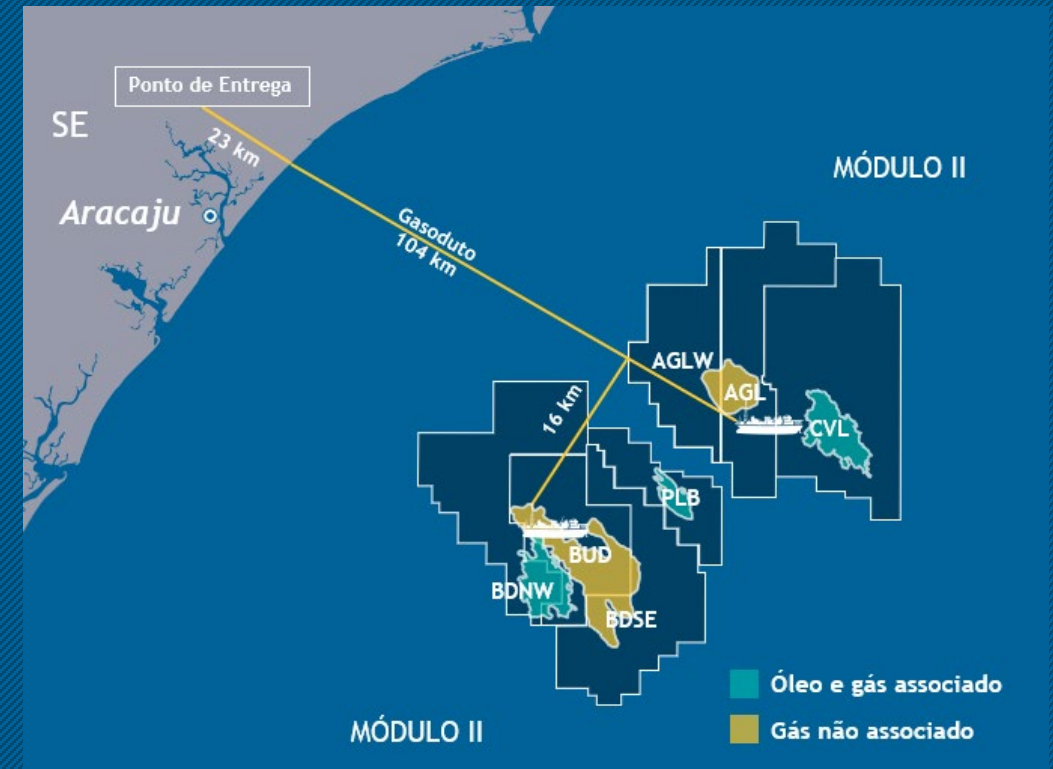 Ponto de Entrega
SE
23 km
Aracaju
Gasoduto
104 km
MÓDULO II
AGLW
AGL
CVL
16 km
PLB
BUD
BDNW
BDSE
MÓDULO II
Óleo e gás associado
Gás não associado